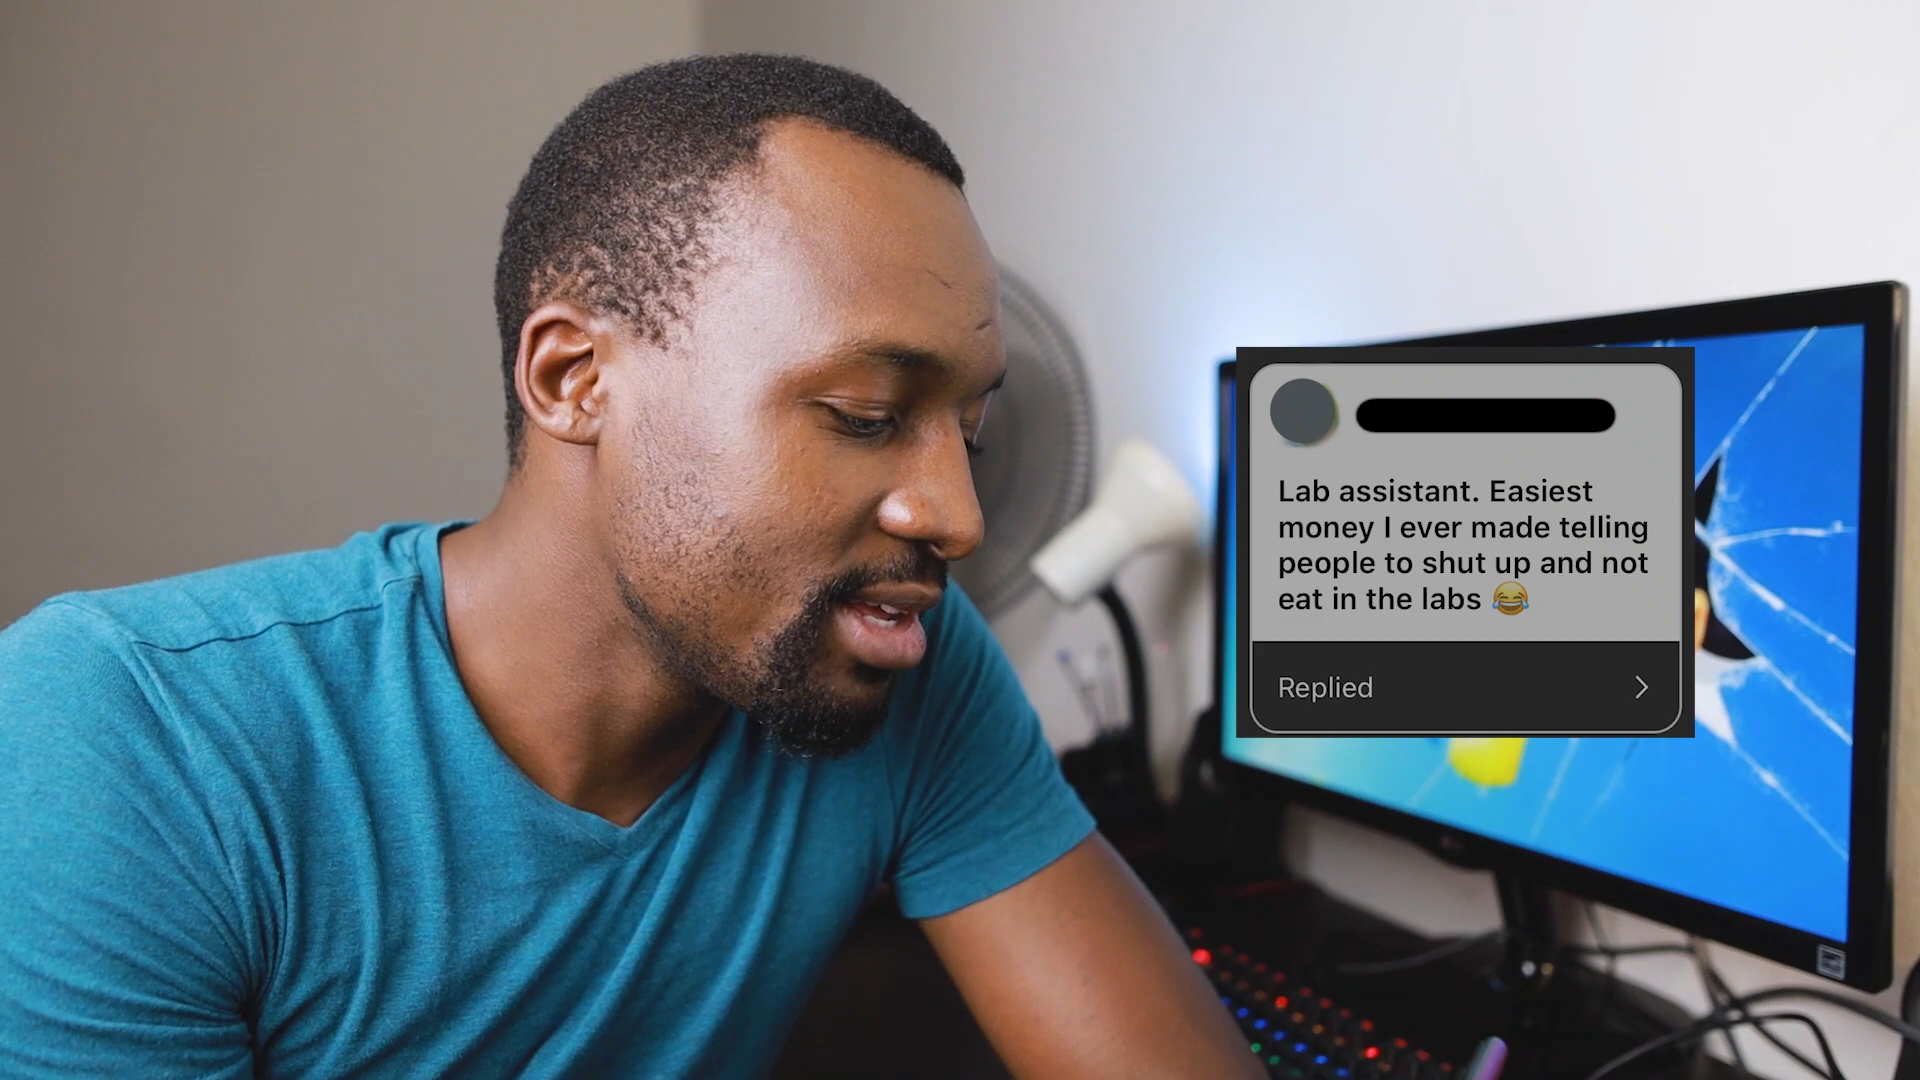 Lab assistant. Easiest
money I ever made telling
people to shut up and not
eat in the labs 😂
Replied